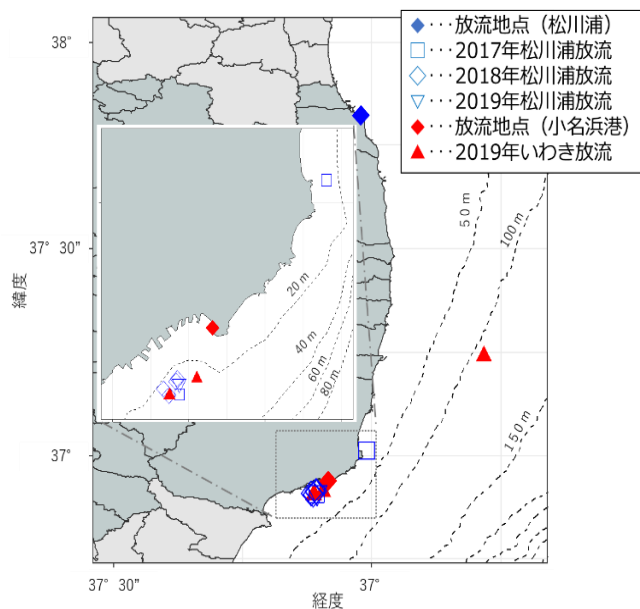 ◆···放流地点（松川浦）
□···2017年松川浦放流
◇···2018年松川浦放流
▽···2019年松川浦放流
◆···放流地点（小名浜港）
▲···2019年いわき放流
38°
37° 30"
37°
緯度
50 m
100 m
150 m
20 m
40 m
60 m
80 m
37° 30"
37°
経度